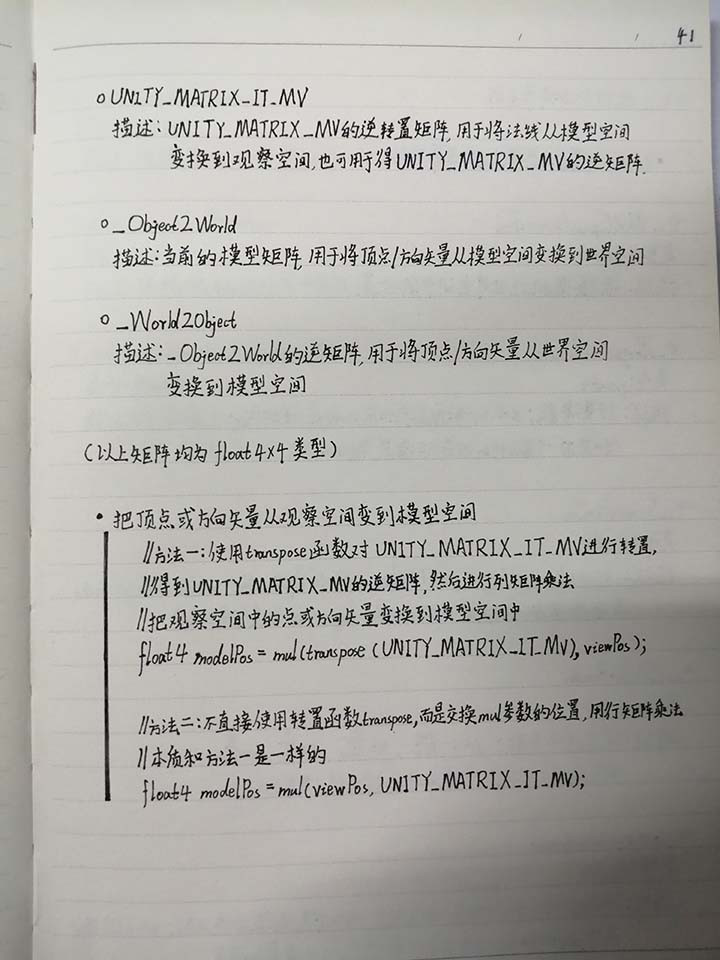 41
○ UNITY_MATRIX_IT_MV
描述：UNITY_MATRIX_MV的逆转置矩阵，用于将法线从模型空间
变换到观察空间，也可用于得UNITY_MATRIX_MV的逆矩阵.
○ _Object2World
描述：当前的模型矩阵，用于将顶点/方向矢量从模型空间变换到世界空间
○ _World2Object
描述：_Object2World的逆矩阵，用于将顶点/方向矢量从世界空间
变换到模型空间
（以上矩阵均为 float4x4 类型）
• 把顶点或方向矢量从观察空间变到模型空间
//方法一：使用transpose函数对 UNITY_MATRIX_IT_MV进行转置，
//得到UNITY_MATRIX_MV的逆矩阵，然后进行列矩阵乘法
//把观察空间中的点或方向矢量变换到模型空间中
float4 modelPos = mul(transpose(UNITY_MATRIX_IT_MV), viewPos);
//方法二：不直接使用转置函数transpose，而是交换mul参数的位置，用行矩阵乘法
//本质和方法一是一样的
float4 modelPos = mul(viewPos, UNITY_MATRIX_IT_MV);